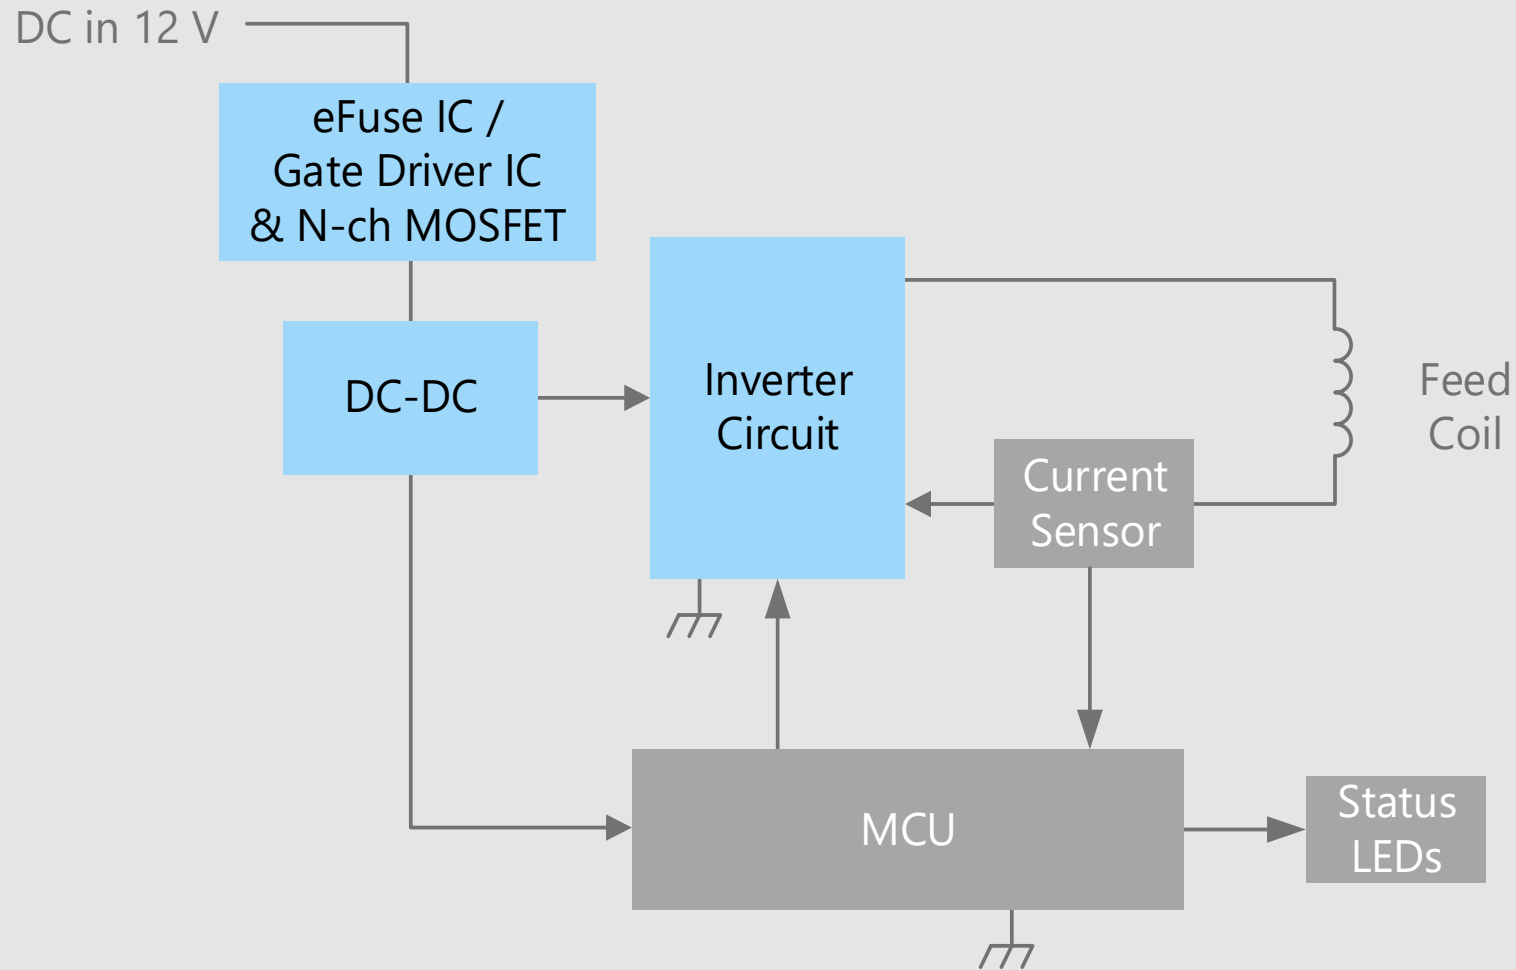 DC in 12 V
eFuse IC /
Gate Driver IC
& N-ch MOSFET
DC-DC
Inverter
Circuit
Feed
Coil
Current
Sensor
MCU
Status
LEDs